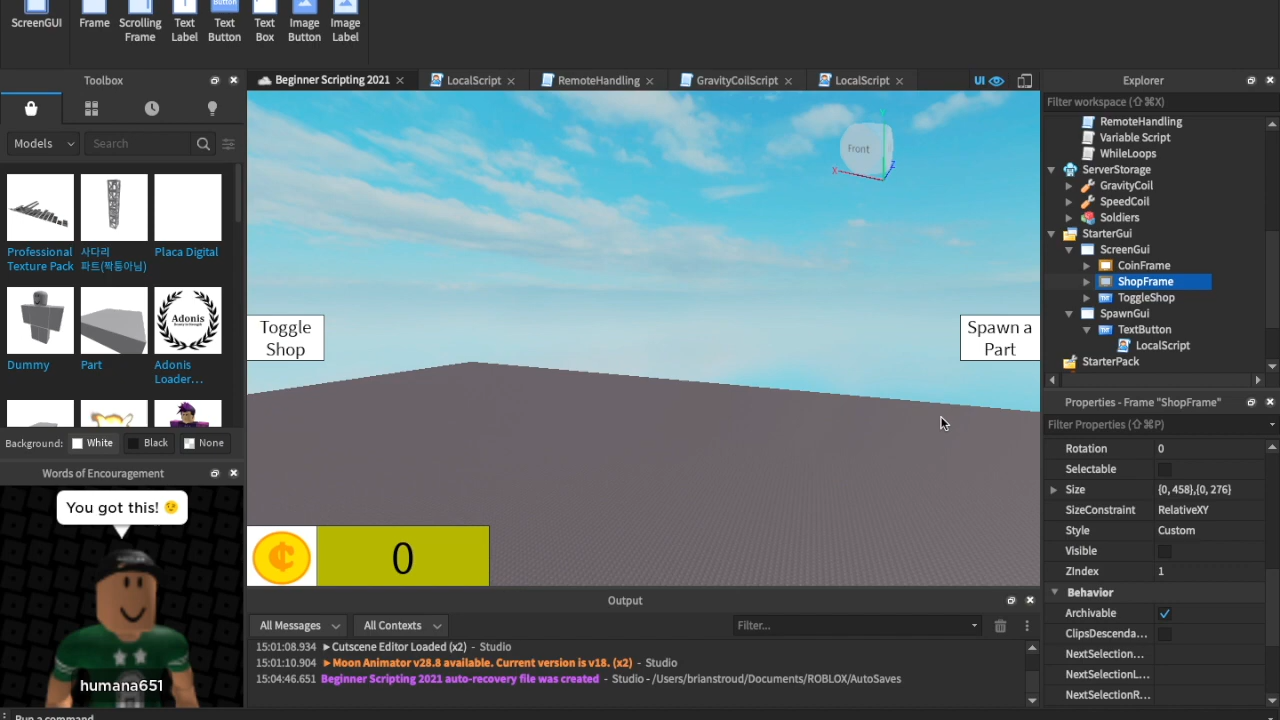 ScreenGUI
Frame
Scrolling
Frame
Text
Label
Button
Text
Button
Text
Box
Image
Button
Image
Label
Toolbox
Models
Search
Professional
Texture Pack
사다리
파트(짝퉁아님)
Placa Digital
Dummy
Part
Adonis
Adonis
Loader...
Background:
White
Black
None
Words of Encouragement
You got this! 😉
humana651
Beginner Scripting 2021
LocalScript
RemoteHandling
GravityCoilScript
LocalScript
UI
Front
X
Z
Toggle
Shop
Spawn a
Part
0
Output
All Messages
All Contexts
Filter...
15:01:08.934 ►Cutscene Editor Loaded (x2) - Studio
15:01:10.904 ►Moon Animator v28.8 available. Current version is v18. (x2) - Studio
15:04:46.651 Beginner Scripting 2021 auto-recovery file was created - Studio - /Users/brianstroud/Documents/ROBLOX/AutoSaves
Run a command
Explorer
Filter workspace (⇧⌘X)
RemoteHandling
Variable Script
WhileLoops
ServerStorage
GravityCoil
SpeedCoil
Soldiers
StarterGui
ScreenGui
CoinFrame
ShopFrame
ToggleShop
SpawnGui
TextButton
LocalScript
StarterPack
Properties - Frame "ShopFrame"
Filter Properties (⇧⌘P)
Rotation 0
Selectable
Size {0, 458},{0, 276}
SizeConstraint RelativeXY
Style Custom
Visible
ZIndex 1
Behavior
Archivable
ClipsDescenda...
NextSelection...
NextSelectionL...
NextSelectionR...